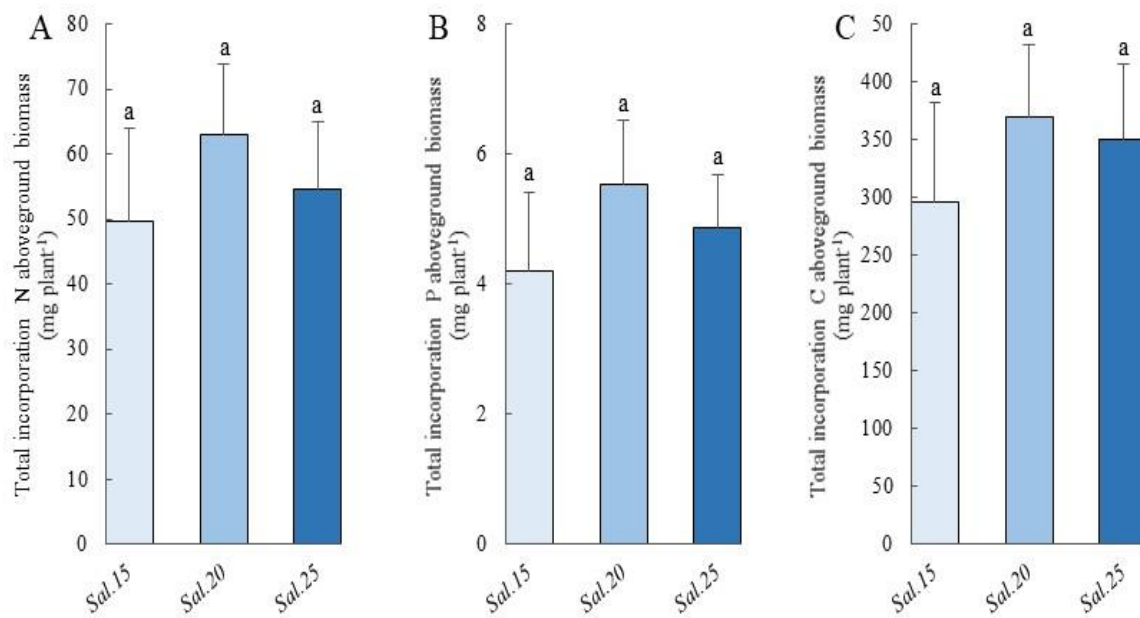 A
Total incorporation N aboveground biomass
(mg plant-1)
80
70
60
50
40
30
20
10
0
a
a
a
Sal.15
Sal.20
Sal.25
B
Total incorporation P aboveground biomass
(mg plant-1)
8
6
4
2
0
a
a
a
Sal.15
Sal.20
Sal.25
C
Total incorporation C aboveground biomass
(mg plant-1)
50
400
350
300
250
200
150
100
50
0
a
a
a
Sal.15
Sal.20
Sal.25